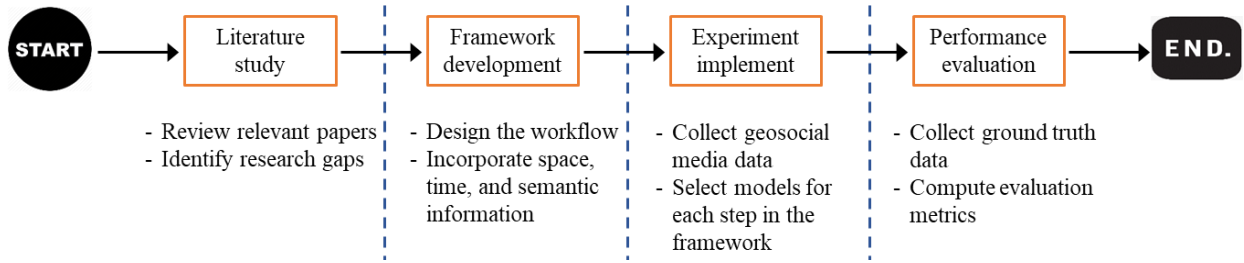 START
Literature
study
Framework
development
Experiment
implement
Performance
evaluation
END.
- Review relevant papers
- Identify research gaps
- Design the workflow
- Incorporate space,
time, and semantic
information
- Collect geosocial
media data
- Select models for
each step in the
framework
- Collect ground truth
data
- Compute evaluation
metrics